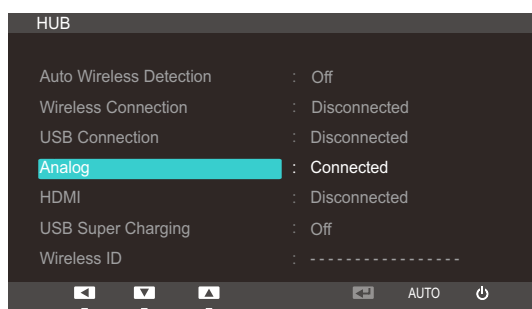 HUB
Auto Wireless Detection : Off
Wireless Connection : Disconnected
USB Connection : Disconnected
Analog : Connected
HDMI : Disconnected
USB Super Charging : Off
Wireless ID : - - - - - - - - - - - - - - - - -
AUTO